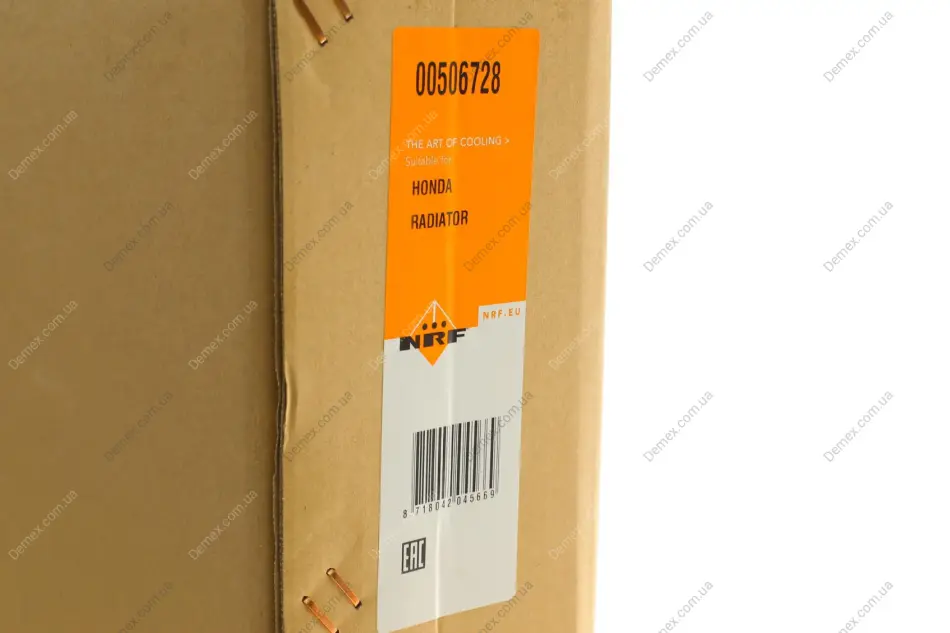 00506728
THE ART OF COOLING >
Suitable for
HONDA
RADIATOR
NRF.EU
NRF
8 718042 045669
EAC
Demex.com.ua